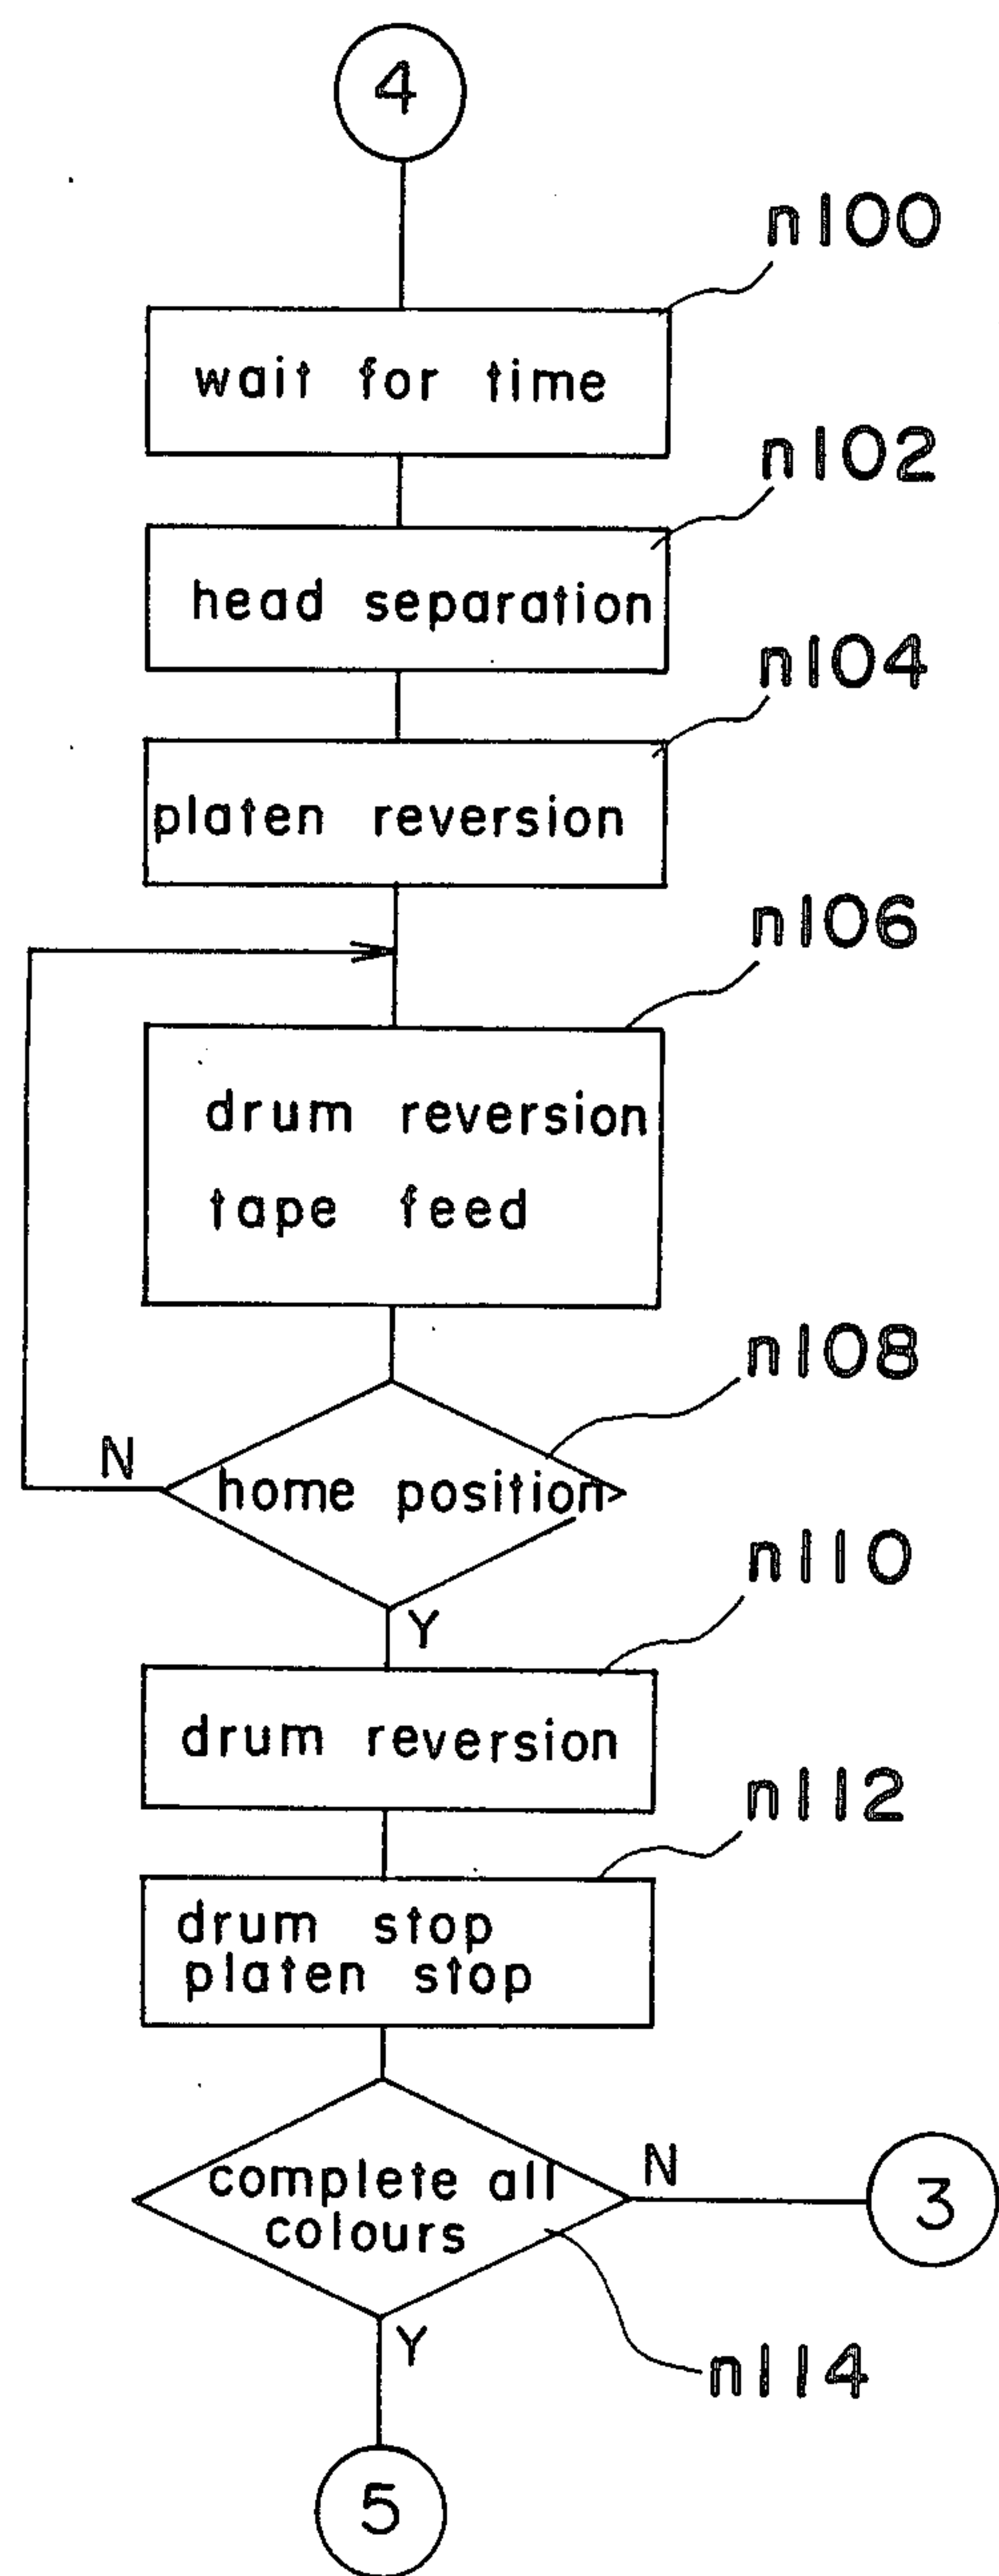 4
n100
wait for time
n102
head separation
n104
platen reversion
n106
drum reversion
tape feed
n108
N
home position
Y
n110
drum reversion
n112
drum stop
platen stop
complete all
colours
N
3
Y
n114
5